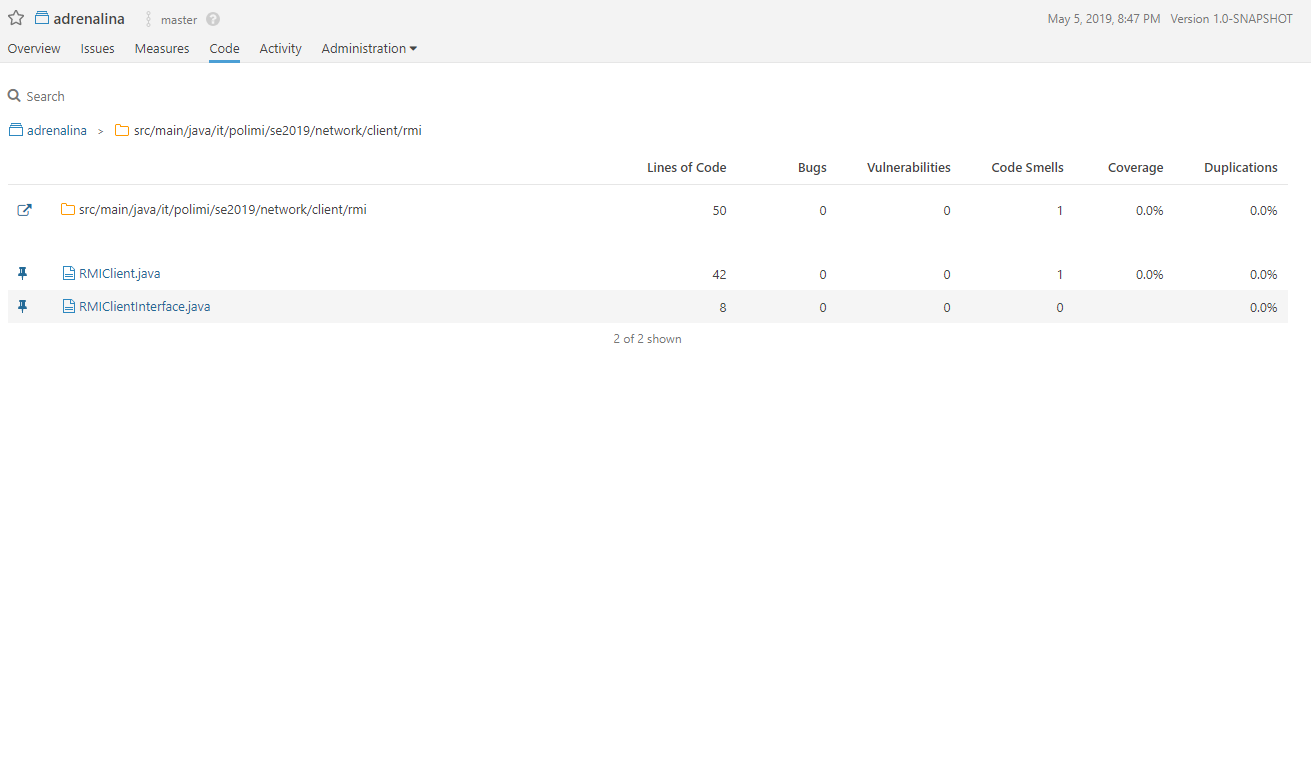 adrenalina master ? May 5, 2019, 8:47 PM Version 1.0-SNAPSHOT
Overview Issues Measures Code Activity Administration
Search
adrenalina > src/main/java/it/polimi/se2019/network/client/rmi
Lines of Code Bugs Vulnerabilities Code Smells Coverage Duplications
src/main/java/it/polimi/se2019/network/client/rmi 50 0 0 1 0.0% 0.0%
RMIClient.java 42 0 0 1 0.0% 0.0%
RMIClientInterface.java 8 0 0 0 0.0%
2 of 2 shown